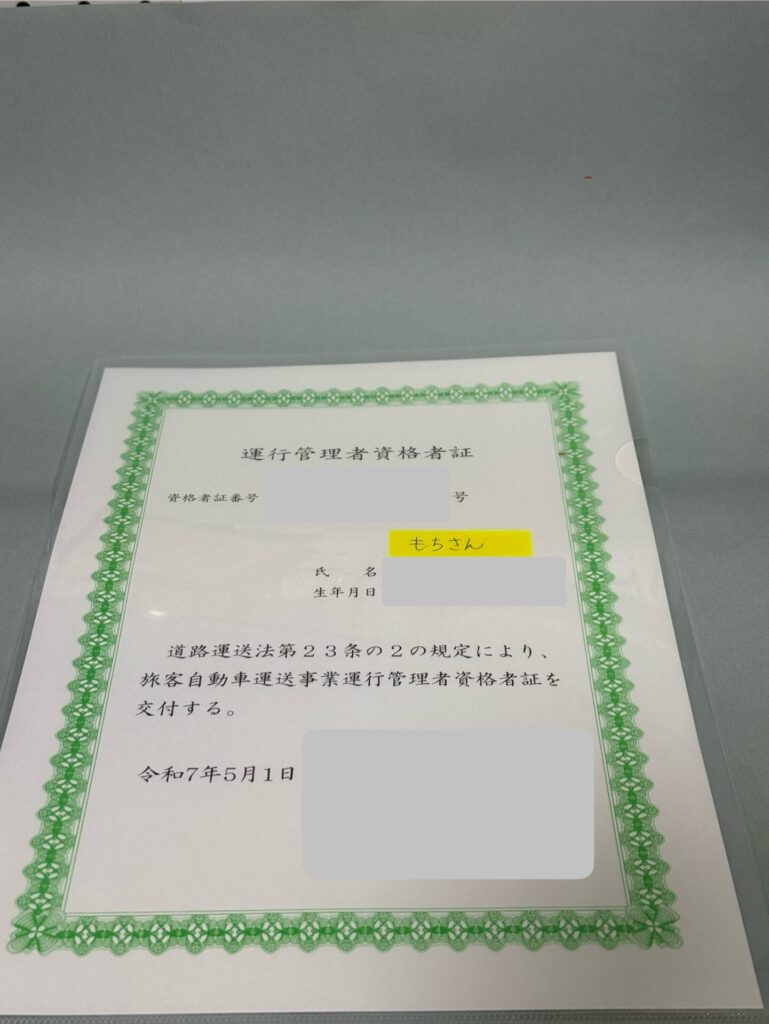 運行管理者資格者証
資格者証番号 号
もちさん
氏 名
生年月日
道路運送法第23条の2の規定により、
旅客自動車運送事業運行管理者資格者証を
交付する。
令和7年5月1日